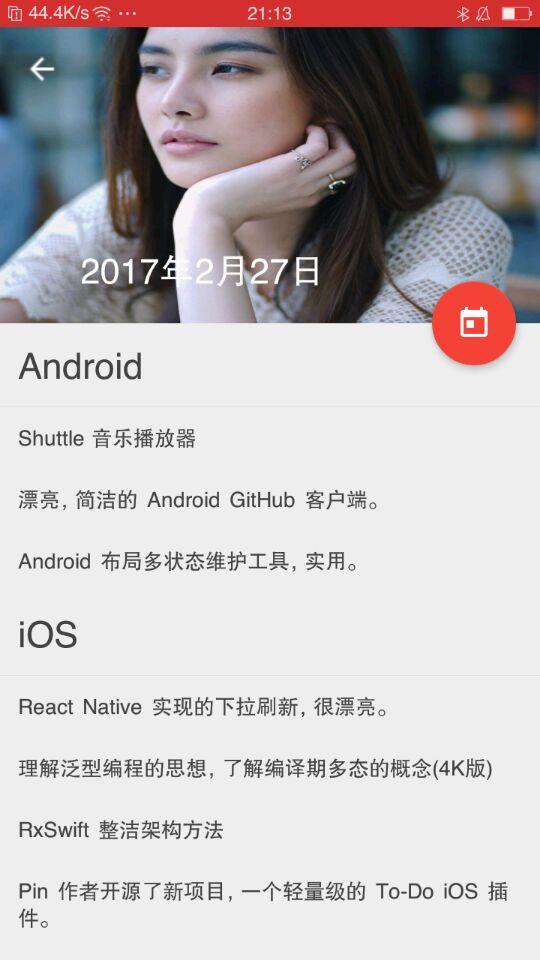 44.4K/s
21:13
2017年2月27日
Android
Shuttle 音乐播放器
漂亮, 简洁的 Android GitHub 客户端。
Android 布局多状态维护工具, 实用。
iOS
React Native 实现的下拉刷新, 很漂亮。
理解泛型编程的思想, 了解编译期多态的概念(4K版)
RxSwift 整洁架构方法
Pin 作者开源了新项目, 一个轻量级的 To-Do iOS 插
件。